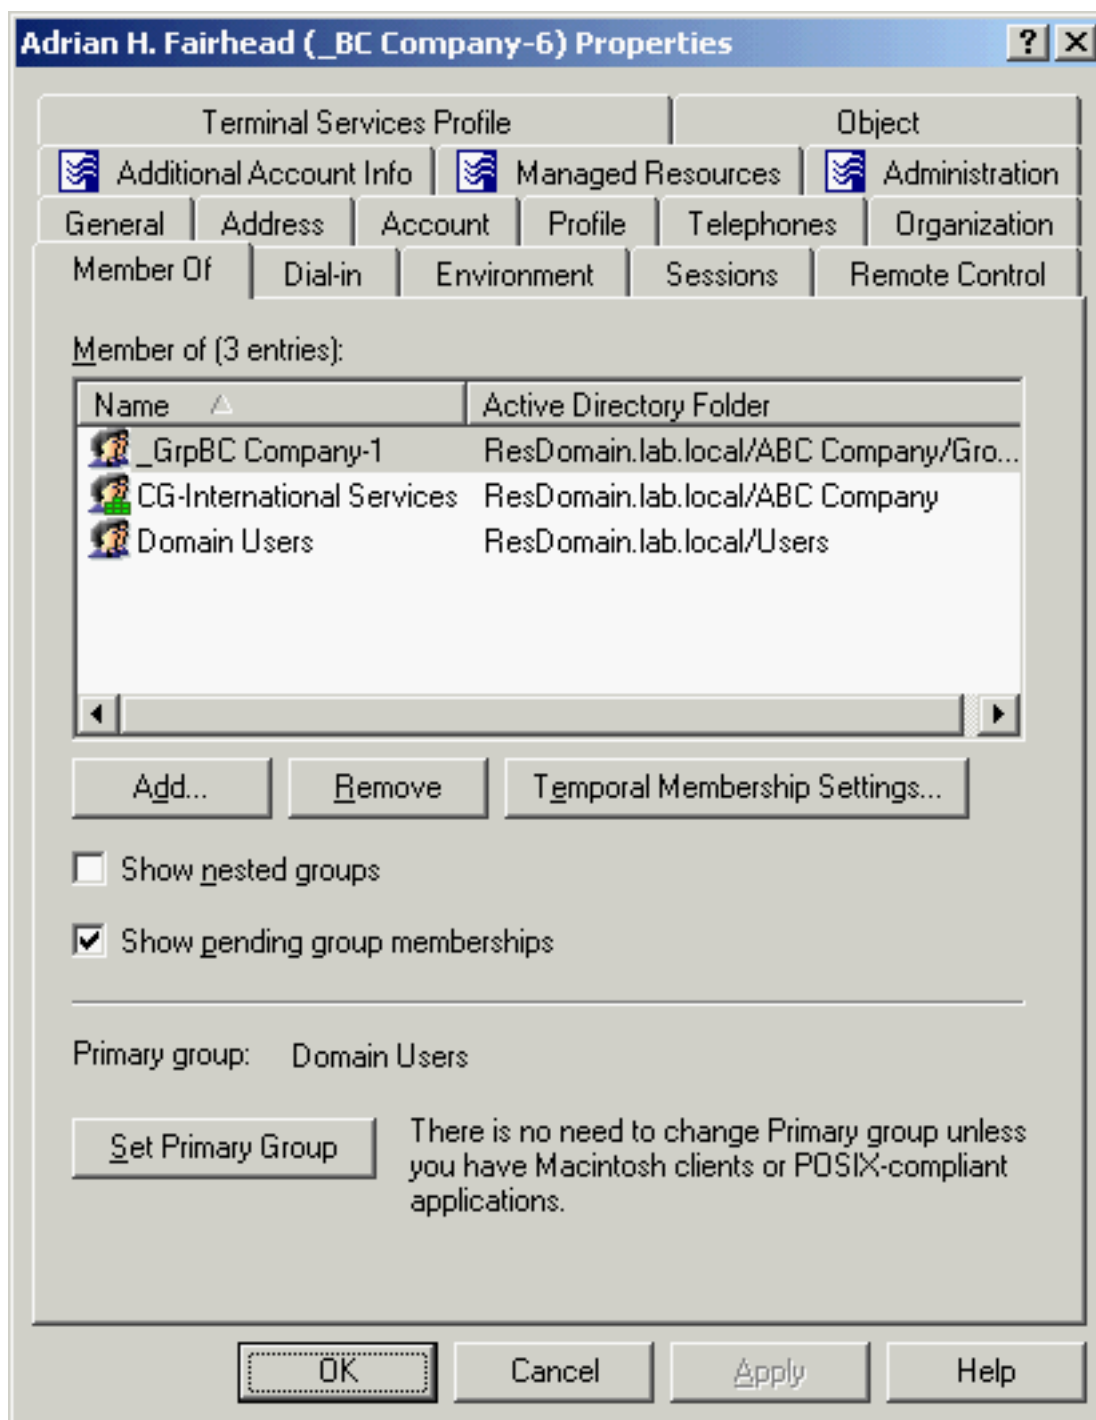 Adrian H. Fairhead (_BC Company-6) Properties
Terminal Services Profile Object
Additional Account Info Managed Resources Administration
General Address Account Profile Telephones Organization
Member Of Dial-in Environment Sessions Remote Control
Member of (3 entries):
Name Active Directory Folder
_GrpBC Company-1 ResDomain.lab.local/ABC Company/Gro...
CG-International Services ResDomain.lab.local/ABC Company
Domain Users ResDomain.lab.local/Users
Add... Remove Temporal Membership Settings...
Show nested groups
Show pending group memberships
Primary group: Domain Users
Set Primary Group
There is no need to change Primary group unless
you have Macintosh clients or POSIX-compliant
applications.
OK Cancel Apply Help